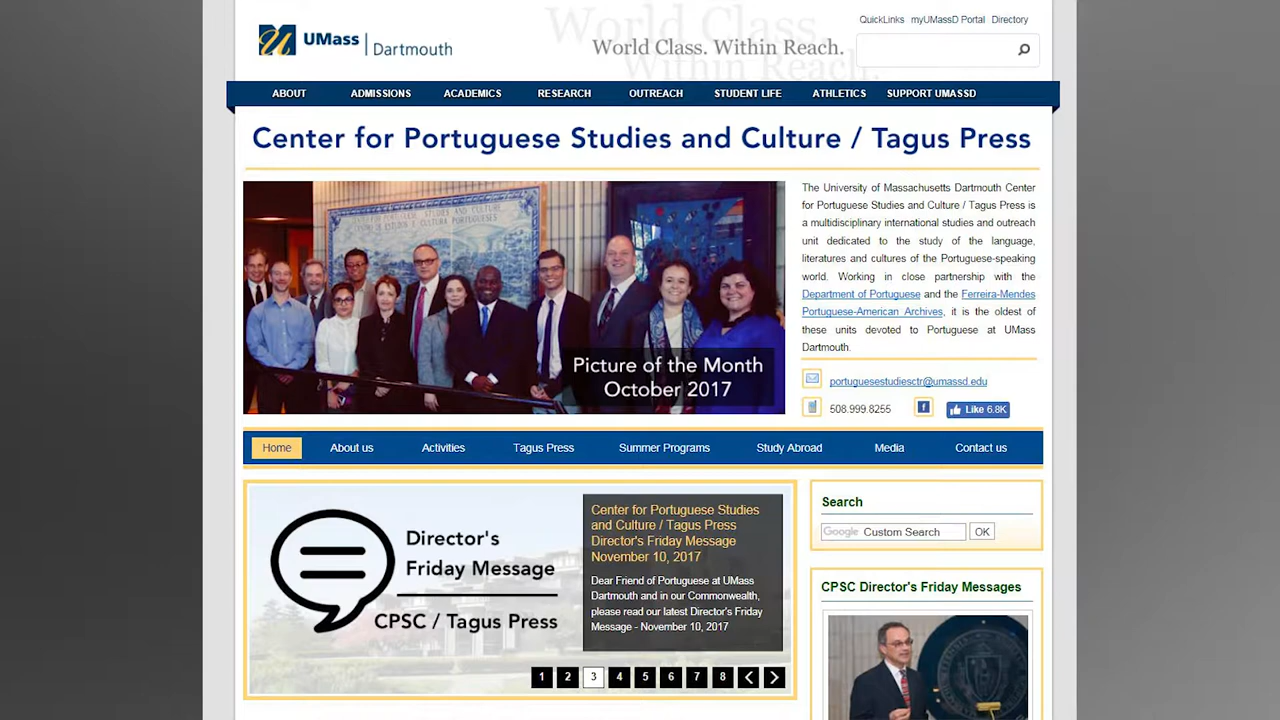 QuickLinks myUMassD Portal Directory
UMass | Dartmouth
World Class. Within Reach.
ABOUT ADMISSIONS ACADEMICS RESEARCH OUTREACH STUDENT LIFE ATHLETICS SUPPORT UMASSD
Center for Portuguese Studies and Culture / Tagus Press
Picture of the Month
October 2017
The University of Massachusetts Dartmouth Center
for Portuguese Studies and Culture / Tagus Press is
a multidisciplinary international studies and outreach
unit dedicated to the study of the language,
literatures and cultures of the Portuguese-speaking
world. Working in close partnership with the
Department of Portuguese and the Ferreira-Mendes
Portuguese-American Archives, it is the oldest of
these units devoted to Portuguese at UMass
Dartmouth.
portuguesestudiesctr@umassd.edu
508.999.8255
Like 6.8K
Home About us Activities Tagus Press Summer Programs Study Abroad Media Contact us
Director's
Friday Message
CPSC / Tagus Press
Center for Portuguese Studies
and Culture / Tagus Press
Director's Friday Message
November 10, 2017
Dear Friend of Portuguese at UMass
Dartmouth and in our Commonwealth,
please read our latest Director's Friday
Message - November 10, 2017
1 2 3 4 5 6 7 8
Search
Google Custom Search OK
CPSC Director's Friday Messages